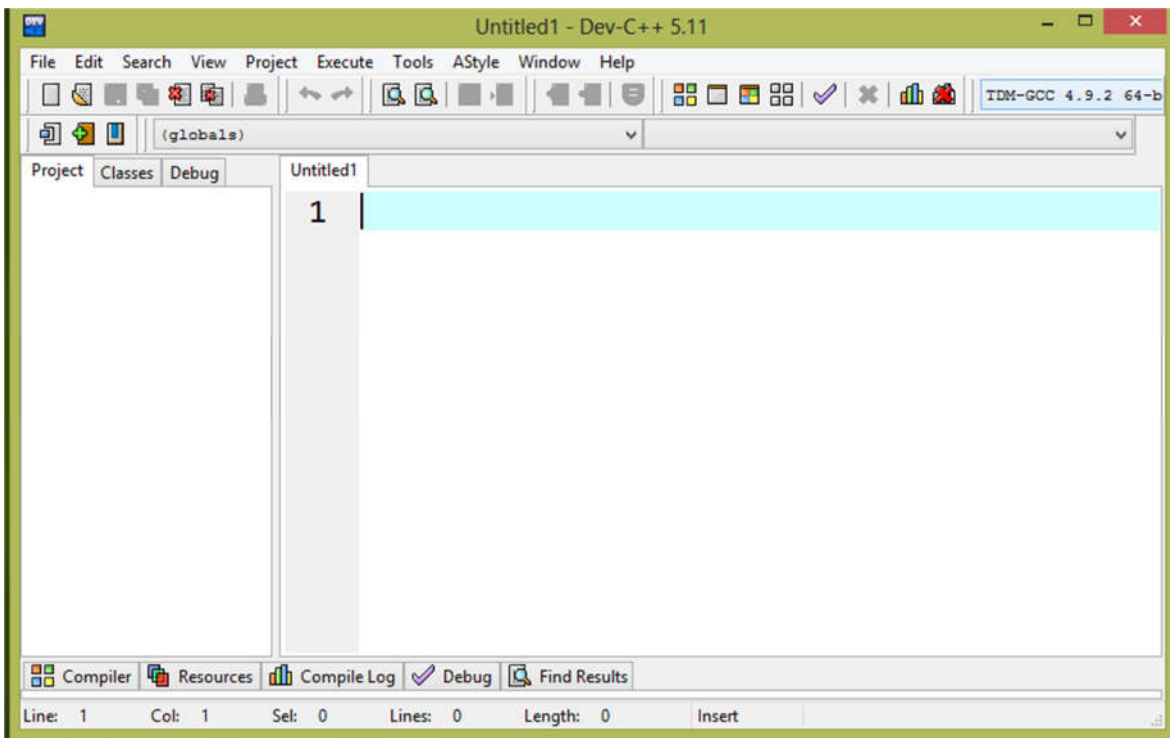 DEV
Untitled1 - Dev-C++ 5.11
File Edit Search View Project Execute Tools AStyle Window Help
TDM-GCC 4.9.2 64-b
(globals)
Project Classes Debug Untitled1
1
Compiler Resources Compile Log Debug Find Results
Line: 1 Col: 1 Sel: 0 Lines: 0 Length: 0 Insert